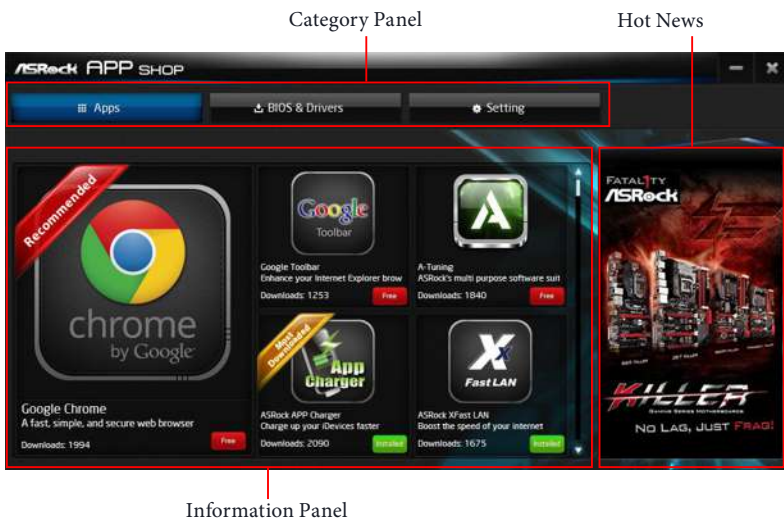 Category Panel
Hot News
ASRock APP SHOP
Apps
BIOS & Drivers
Setting
Recommended
chrome
by Google
Google Chrome
A fast, simple, and secure web browser
Downloads: 1994
Free
Google
Toolbar
Google Toolbar
Enhance your Internet Explorer brow
Downloads: 1253
Free
A
A-Tuning
ASRock's multi purpose software suit
Downloads: 1840
Free
Most
Downloaded
App
Charger
ASRock APP Charger
Charge up your iDevices faster
Downloads: 2090
Installed
X
Fast LAN
ASRock XFast LAN
Boost the speed of your internet
Downloads: 1675
Installed
FATAL1TY
ASRock
KILLER
GAMING SERIES MOTHERBOARDS
NO LAG, JUST FRAG!
Information Panel